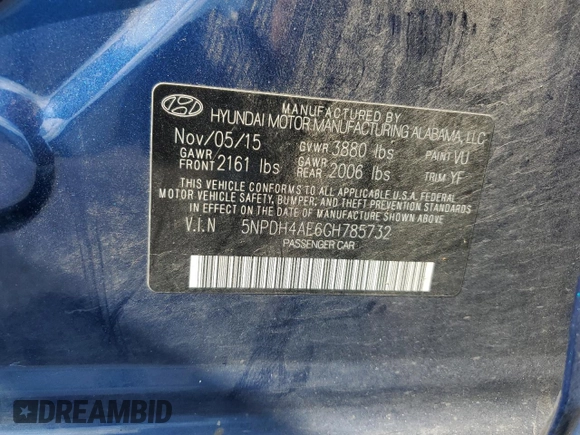 MANUFACTURED BY
HYUNDAI MOTOR MANUFACTURING ALABAMA, LLC
Nov/05/15 GVWR 3880 lbs PAINT VU
GAWR FRONT 2161 lbs GAWR REAR 2006 lbs TRIM YF
THIS VEHICLE CONFORMS TO ALL APPLICABLE U.S.A. FEDERAL
MOTOR VEHICLE SAFETY, BUMPER, AND THEFT PREVENTION STANDARDS
IN EFFECT ON THE DATE OF MANUFACTURE SHOWN ABOVE.
V.I.N 5NPDH4AE6GH785732
PASSENGER CAR
DREAMBID